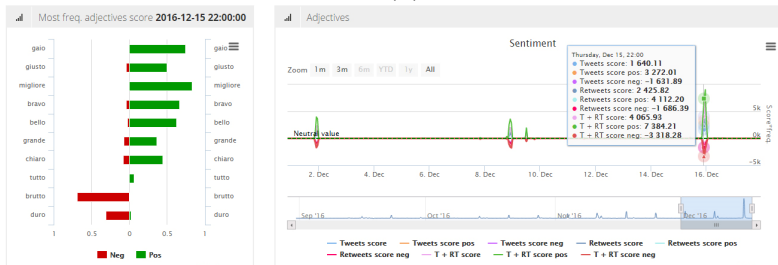 Most freq. adjectives score 2016-12-15 22:00:00
gaio gaio
giusto giusto
migliore migliore
bravo bravo
bello bello
grande grande
chiaro chiaro
tutto tutto
brutto brutto
duro duro
0.5 0 0.5 1
Neg Pos
Adjectives
Sentiment
Zoom 1m 3m 6m YTD 1y All
Thursday, Dec 15, 22:00
Tweets score: 1 640.11
Tweets score pos: 3 272.01
Tweets score neg: −1 631.89
Retweets score: 2 425.82
Retweets score pos: 4 112.20
Retweets score neg: −1 686.39
T + RT score: 4 065.93
T + RT score pos: 7 384.21
T + RT score neg: −3 318.28
Neutral value
5k
0k
−5k
Score*freq
2. Dec 4. Dec 6. Dec 8. Dec 10. Dec 12. Dec 14. Dec 16. Dec
Sep '16 Oct '16 Nov '16 Dec '16
Tweets score Tweets score pos Tweets score neg Retweets score Retweets score pos
Retweets score neg T + RT score T + RT score pos T + RT score neg